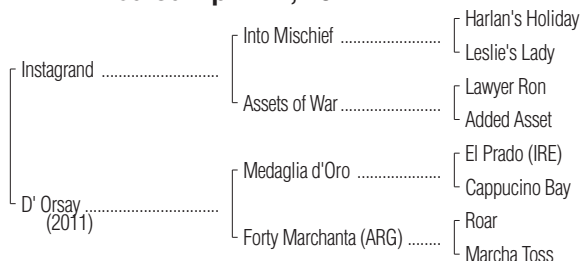 Harlan's Holiday
Into Mischief ........................
Leslie's Lady
Instagrand ............................
Lawyer Ron
Assets of War ........................
Added Asset
El Prado (IRE)
Medaglia d'Oro ....................
Cappucino Bay
D' Orsay ................................
(2011)
Roar
Forty Marchanta (ARG) ........
Marcha Toss